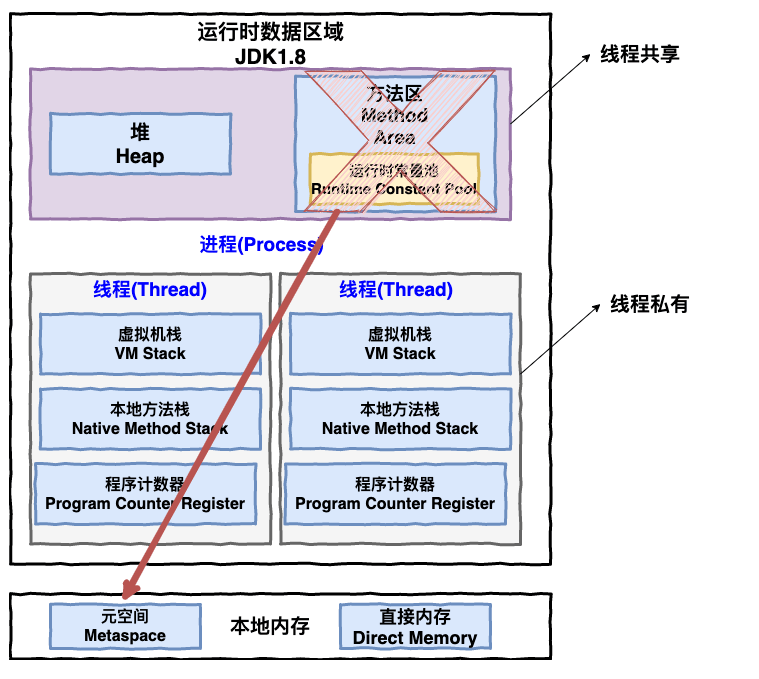 运行时数据区域
JDK1.8
线程共享
堆
Heap
方法区
Method
Area
运行时常量池
Runtime Constant Pool
进程(Process)
线程(Thread)
虚拟机栈
VM Stack
本地方法栈
Native Method Stack
程序计数器
Program Counter Register
线程(Thread)
虚拟机栈
VM Stack
本地方法栈
Native Method Stack
程序计数器
Program Counter Register
线程私有
元空间
Metaspace
本地内存
直接内存
Direct Memory